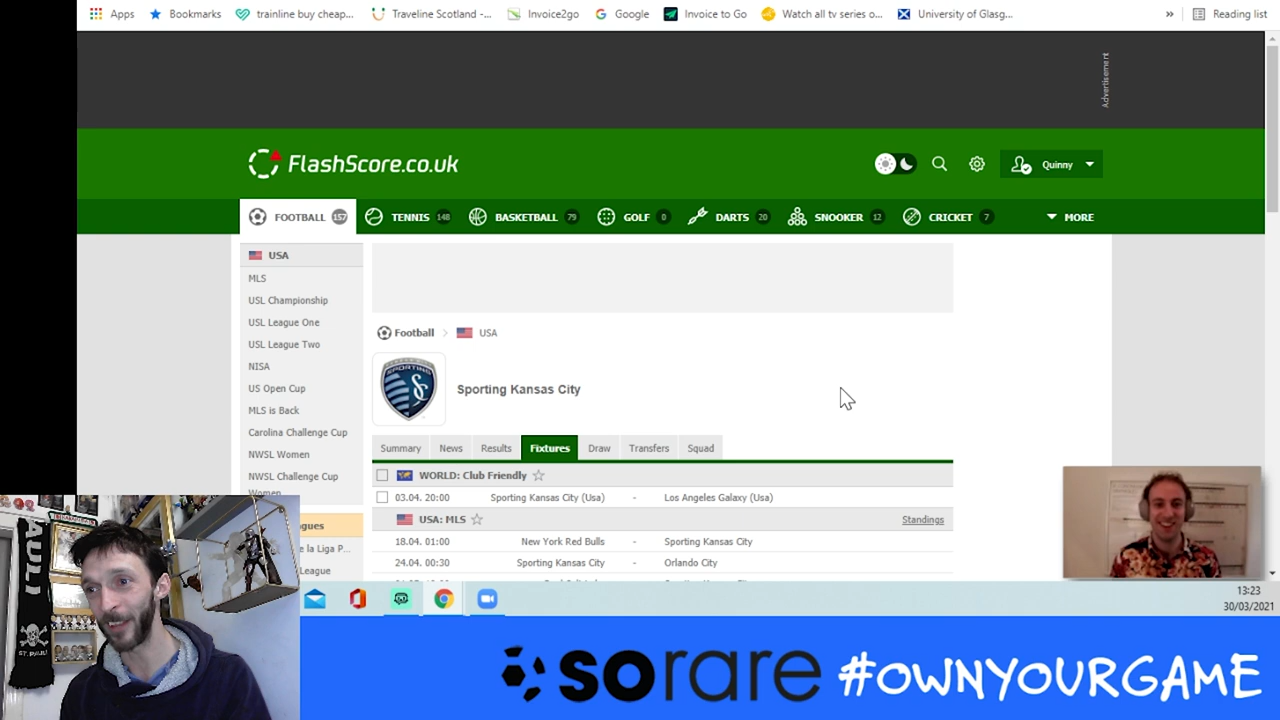 Apps Bookmarks trainline buy cheap... Traveline Scotland -... Invoice2go Google Invoice to Go Watch all tv series o... University of Glasg... » Reading list
Advertisement
FlashScore.co.uk Quinny
FOOTBALL 157 TENNIS 148 BASKETBALL 79 GOLF 0 DARTS 20 SNOOKER 12 CRICKET 7 MORE
USA
MLS
USL Championship
USL League One
USL League Two
NISA
US Open Cup
MLS is Back
Carolina Challenge Cup
NWSL Women
NWSL Challenge Cup
Women
Football USA
SPORTING
Sporting Kansas City
Summary News Results Fixtures Draw Transfers Squad
WORLD: Club Friendly
03.04. 20:00 Sporting Kansas City (Usa) - Los Angeles Galaxy (Usa)
USA: MLS Standings
18.04. 01:00 New York Red Bulls - Sporting Kansas City
24.04. 00:30 Sporting Kansas City - Orlando City
AULI
ST. PAULI
13:23
30/03/2021
sorare #OWNYOURGAME